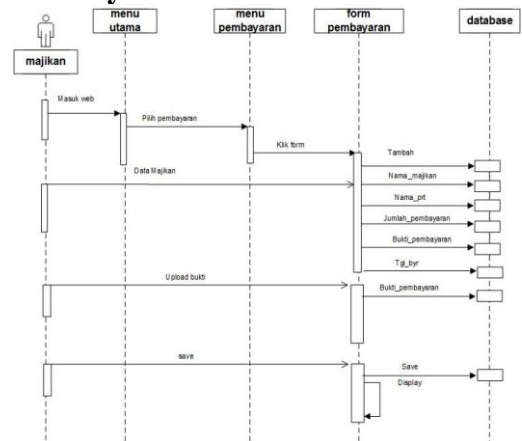 menu
utama
menu
pembayaran
form
pembayaran
database
majikan
Masuk web
Pilih pembayaran
Klik form
Tambah
Data Majikan
Nama_majikan
Nama_prt
Jumlah_pembayaran
Bukti_pembayaran
Tgl_byr
Upload bukti
Bukti_pembayaran
save
Save
Display